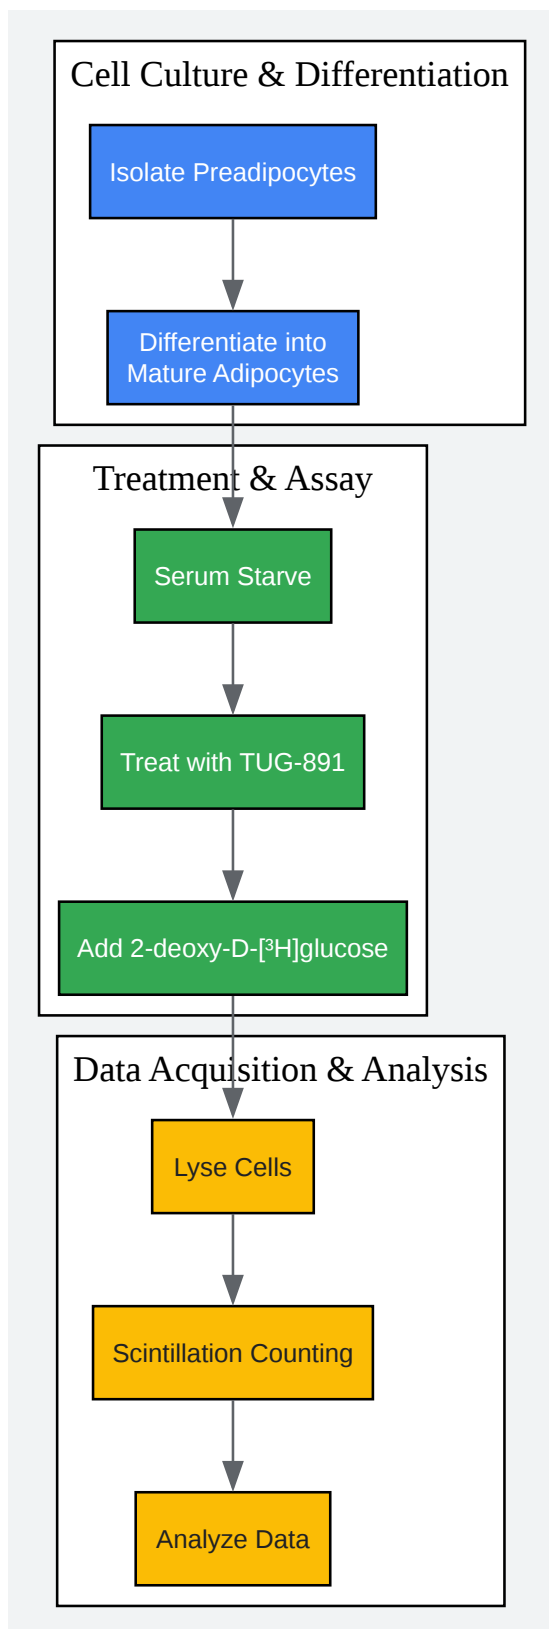 Cell Culture & Differentiation
Isolate Preadipocytes
Differentiate into
Mature Adipocytes
Treatment & Assay
Serum Starve
Treat with TUG-891
Add 2-deoxy-D-[³H]glucose
Data Acquisition & Analysis
Lyse Cells
Scintillation Counting
Analyze Data